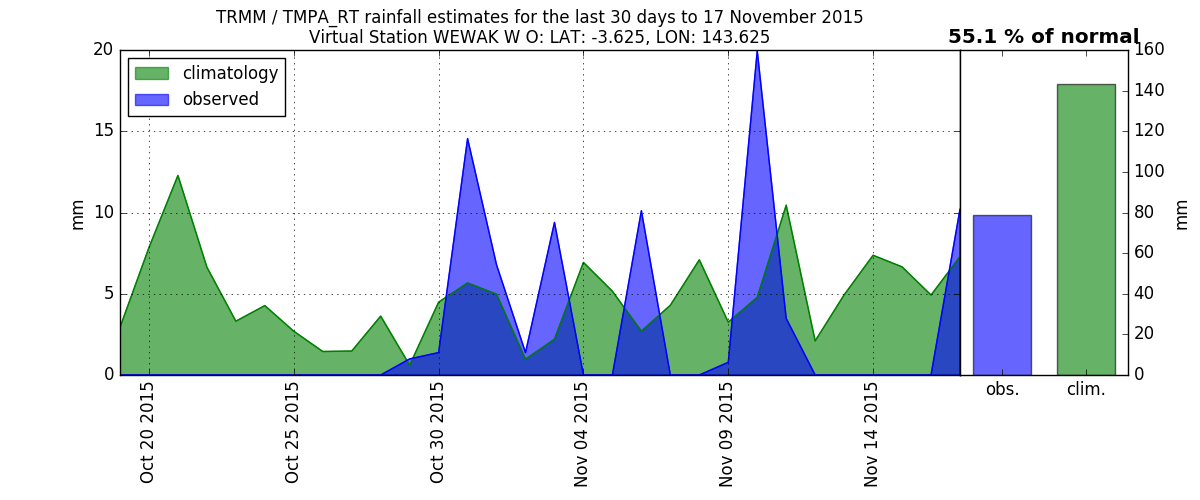 TRMM / TMPA_RT rainfall estimates for the last 30 days to 17 November 2015
Virtual Station WEWAK W O: LAT: -3.625, LON: 143.625
55.1 % of normal
climatology
observed
mm
20
15
10
5
0
Oct 20 2015
Oct 25 2015
Oct 30 2015
Nov 04 2015
Nov 09 2015
Nov 14 2015
160
140
120
100
80
60
40
20
0
mm
obs.
clim.